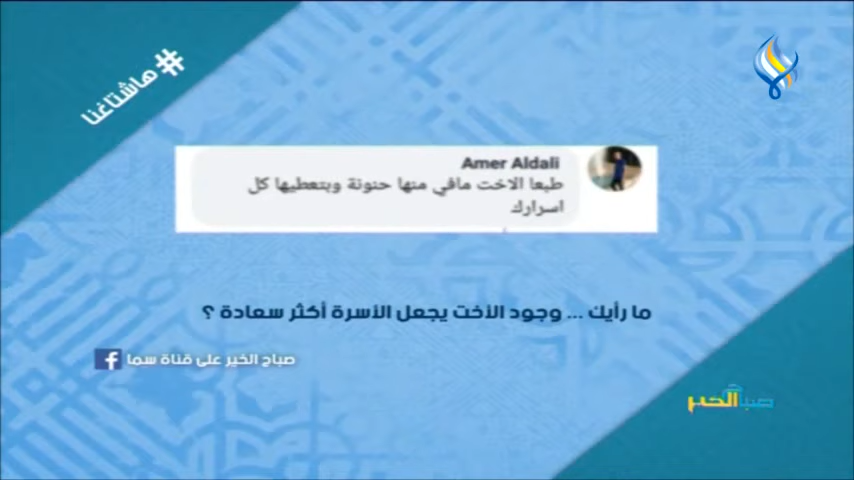 #هاشتاغنا
Amer Aldali
طبعا الاخت مافي منها حنونة وبتعطيها كل
اسرارك
ما رأيك ... وجود الأخت يجعل الأسرة أكثر سعادة ؟
صباح الخير على قناة سما
صباح الخير